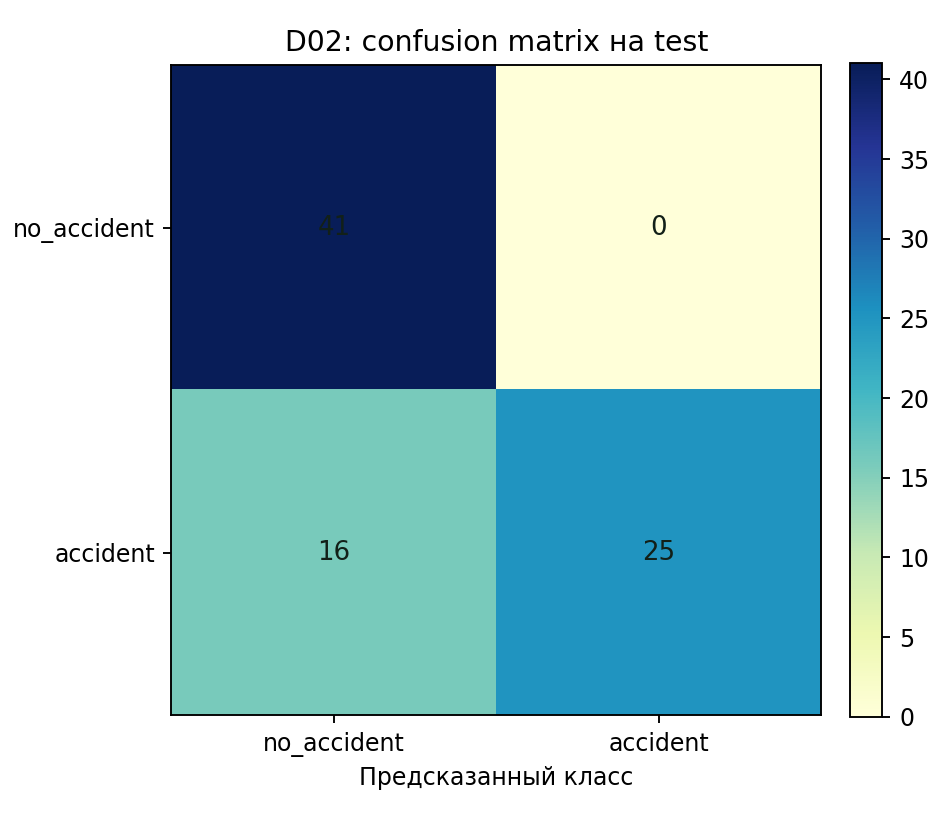 D02: confusion matrix на test
40
35
30
25
20
15
10
5
0
no_accident
41
0
accident
16
25
no_accident
accident
Предсказанный класс